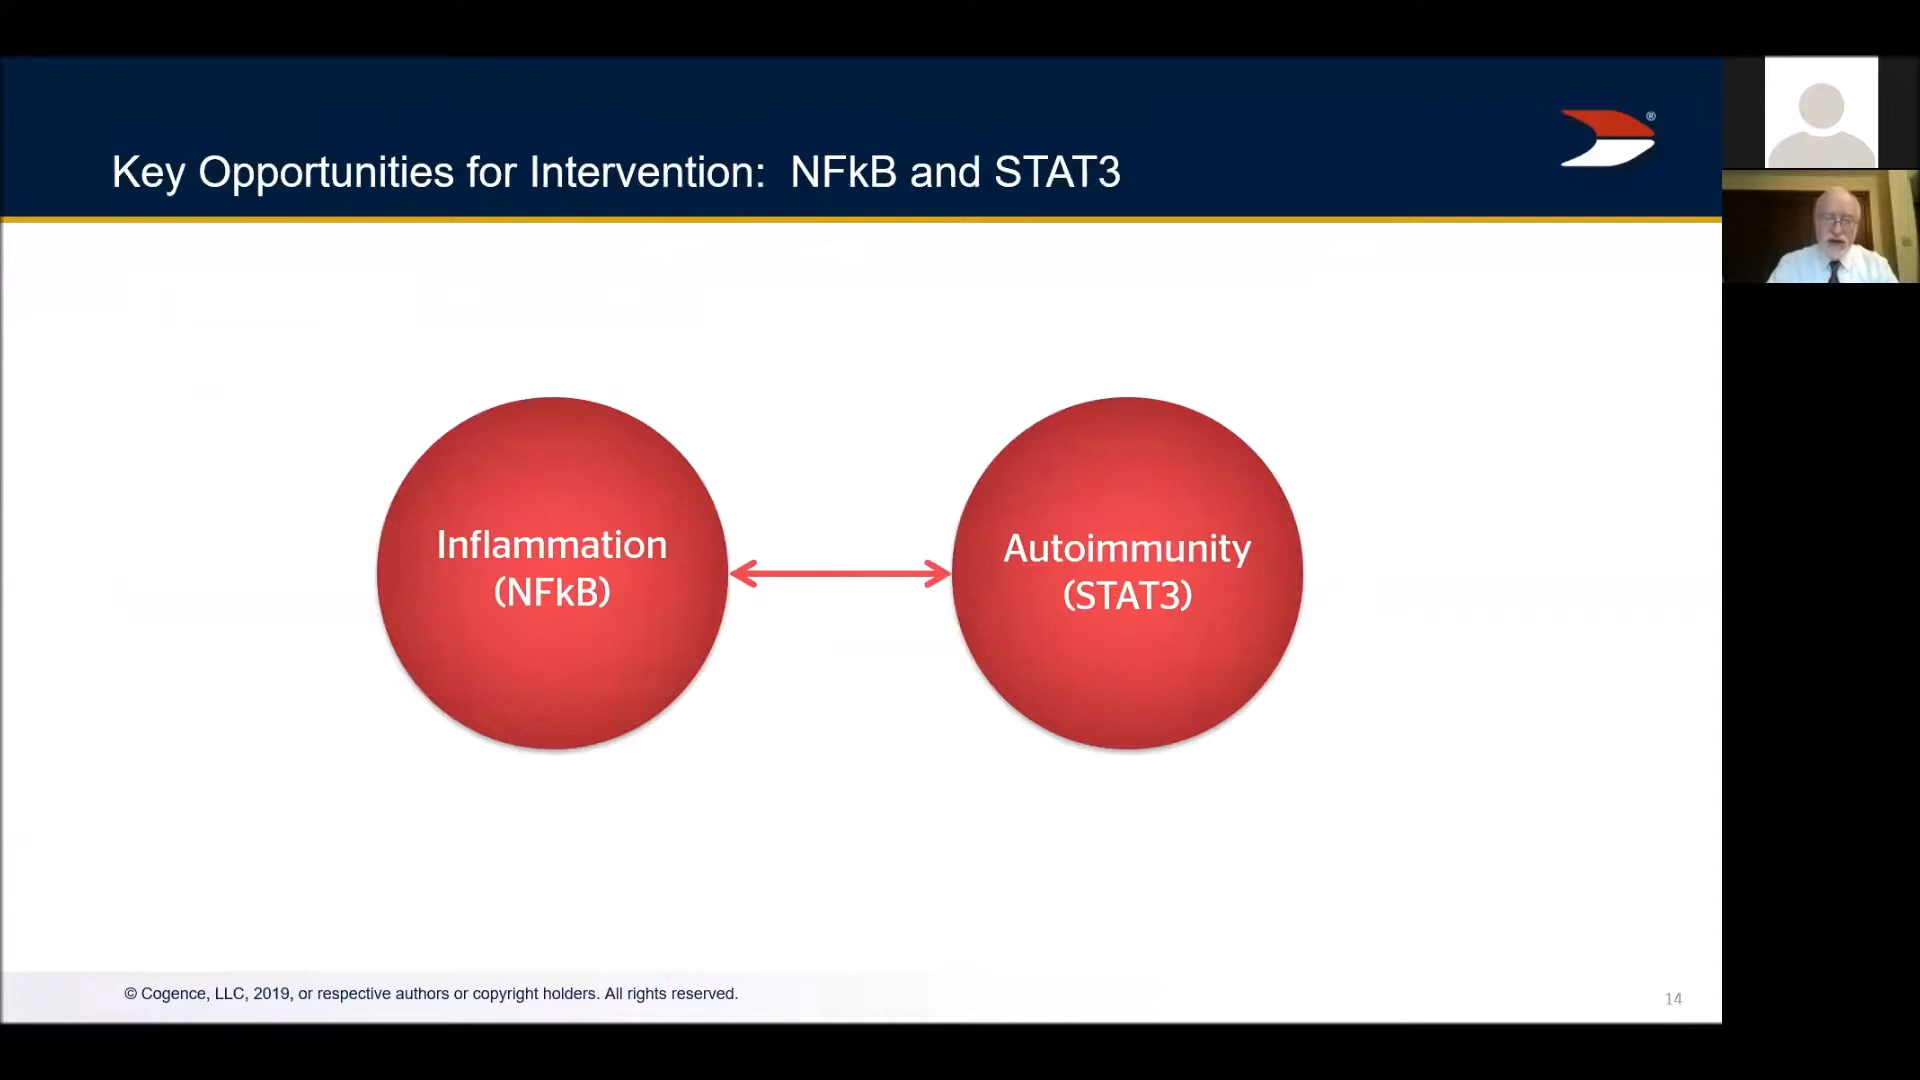 Key Opportunities for Intervention: NFkB and STAT3
®
Inflammation
(NFkB)
Autoimmunity
(STAT3)
© Cogence, LLC, 2019, or respective authors or copyright holders. All rights reserved.
14